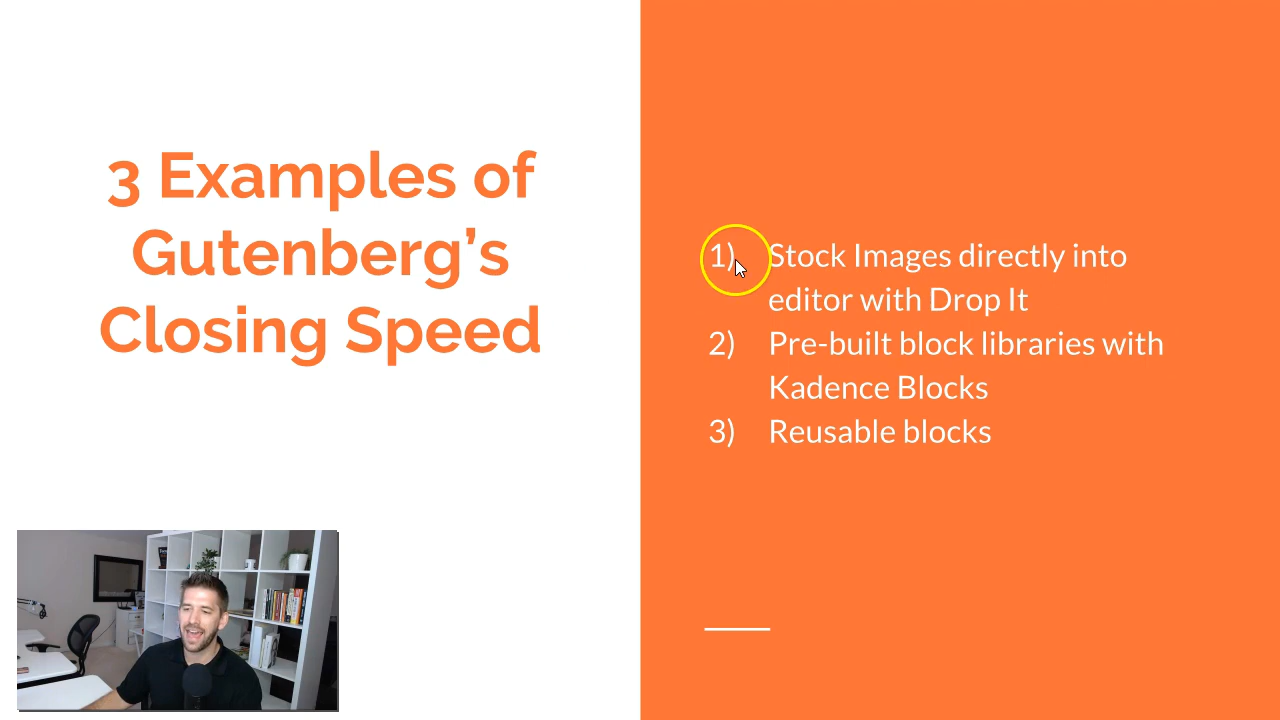 3 Examples of
Gutenberg’s
Closing Speed
1) Stock Images directly into
editor with Drop It
2) Pre-built block libraries with
Kadence Blocks
3) Reusable blocks